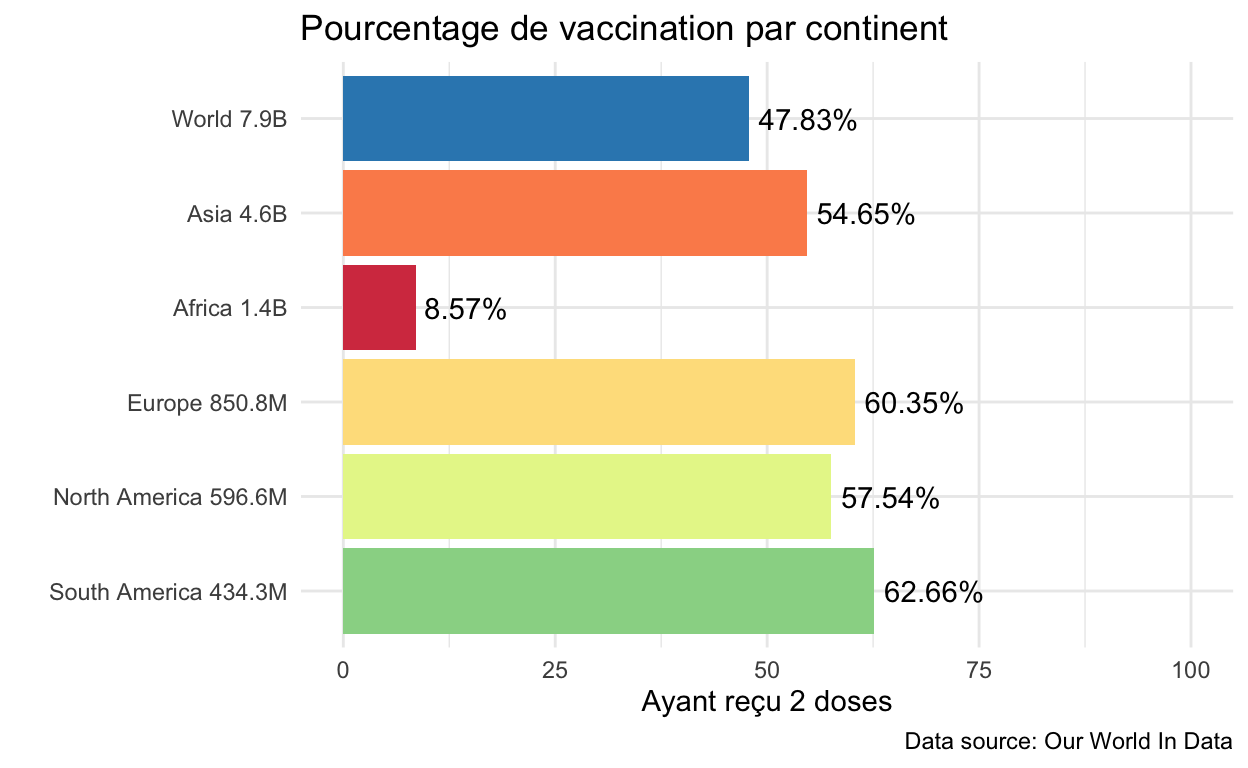 Pourcentage de vaccination par continent
World 7.9B
47.83%
Asia 4.6B
54.65%
Africa 1.4B
8.57%
Europe 850.8M
60.35%
North America 596.6M
57.54%
South America 434.3M
62.66%
0 25 50 75 100
Ayant reçu 2 doses
Data source: Our World In Data